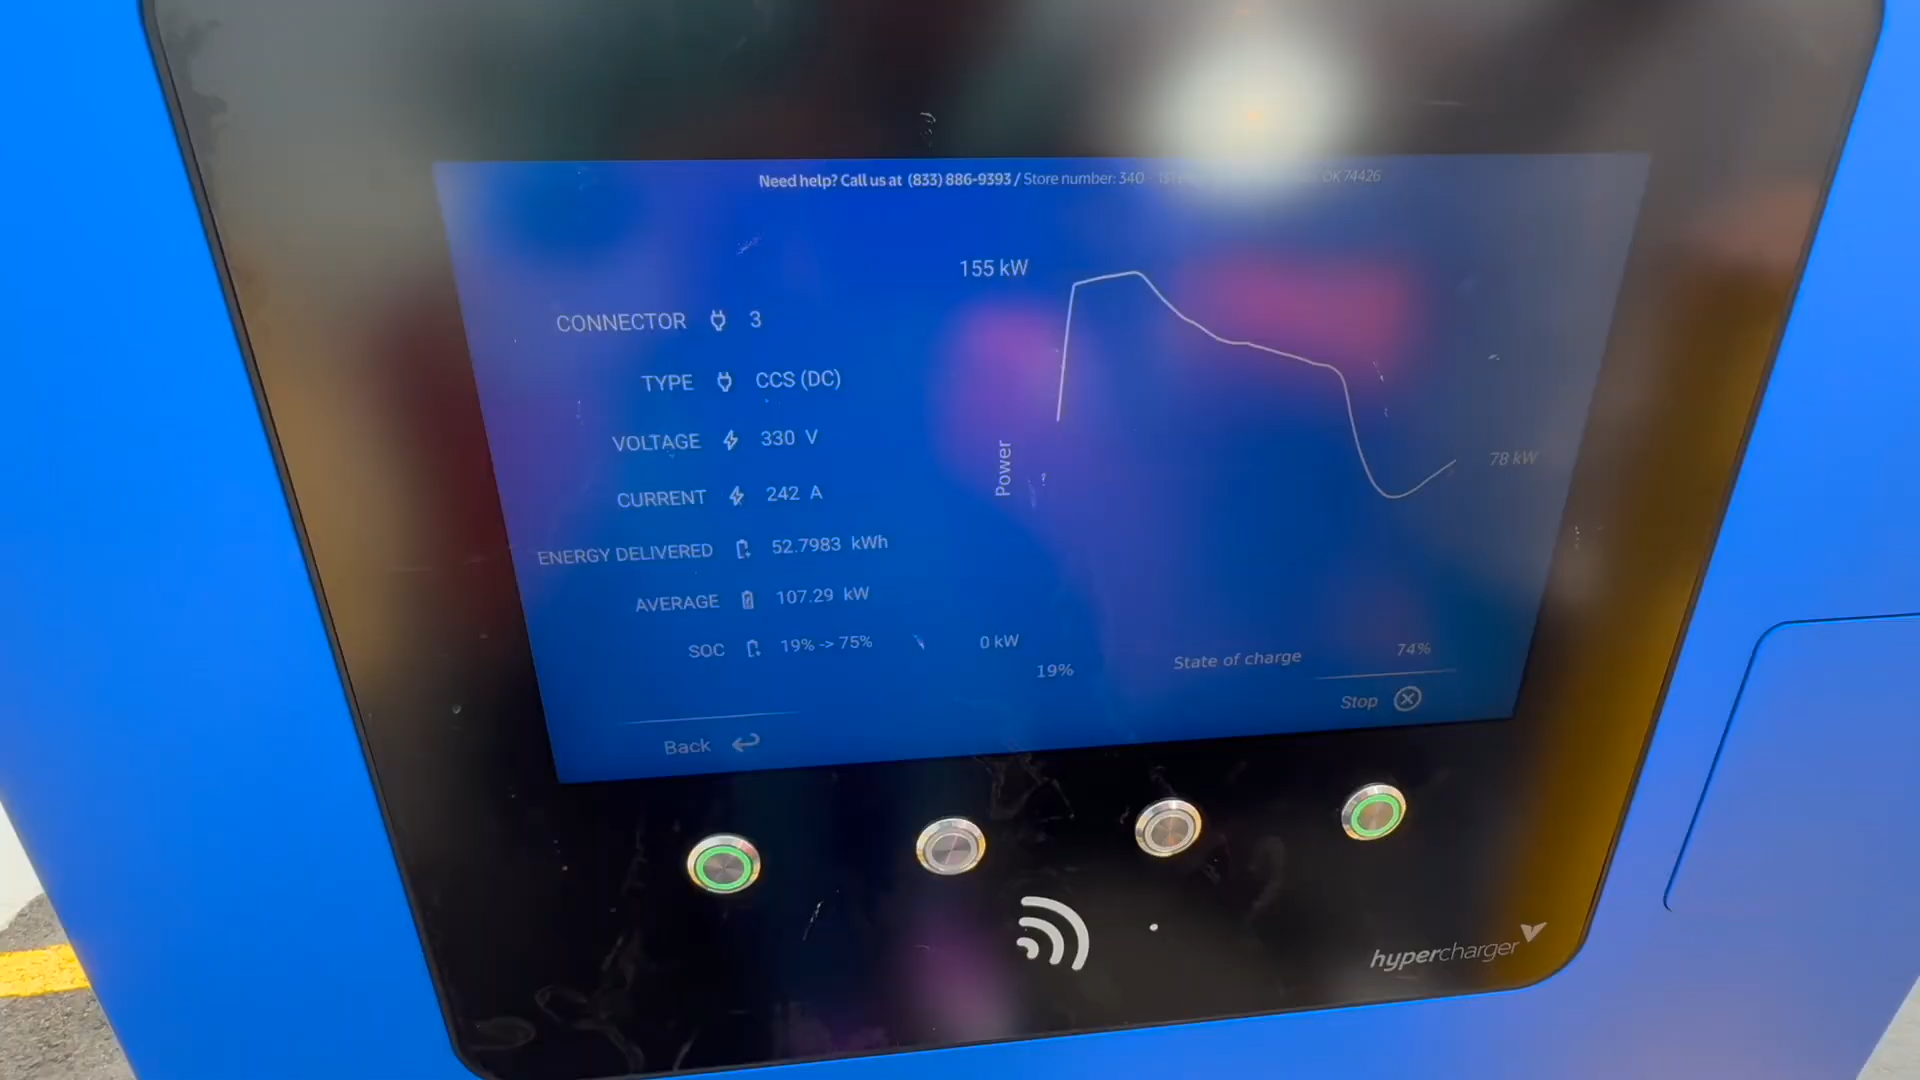 Need help? Call us at (833) 886-9393 / Store number: 340
OK 74426
CONNECTOR 3
TYPE CCS (DC)
VOLTAGE 330 V
CURRENT 242 A
ENERGY DELIVERED 52.7983 kWh
AVERAGE 107.29 kW
SOC 19% -> 75%
Back
155 kW
Power
78 kW
0 kW
19%
State of charge
74%
Stop
hypercharger